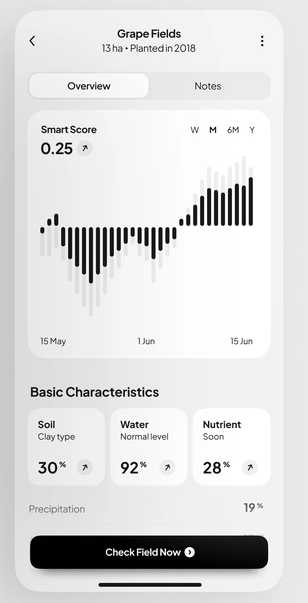 Grape Fields
13 ha • Planted in 2018
Overview Notes
Smart Score W M 6M Y
0.25
15 May 1 Jun 15 Jun
Basic Characteristics
Soil Water Nutrient
Clay type Normal level Soon
30% 92% 28%
Precipitation 19%
Check Field Now